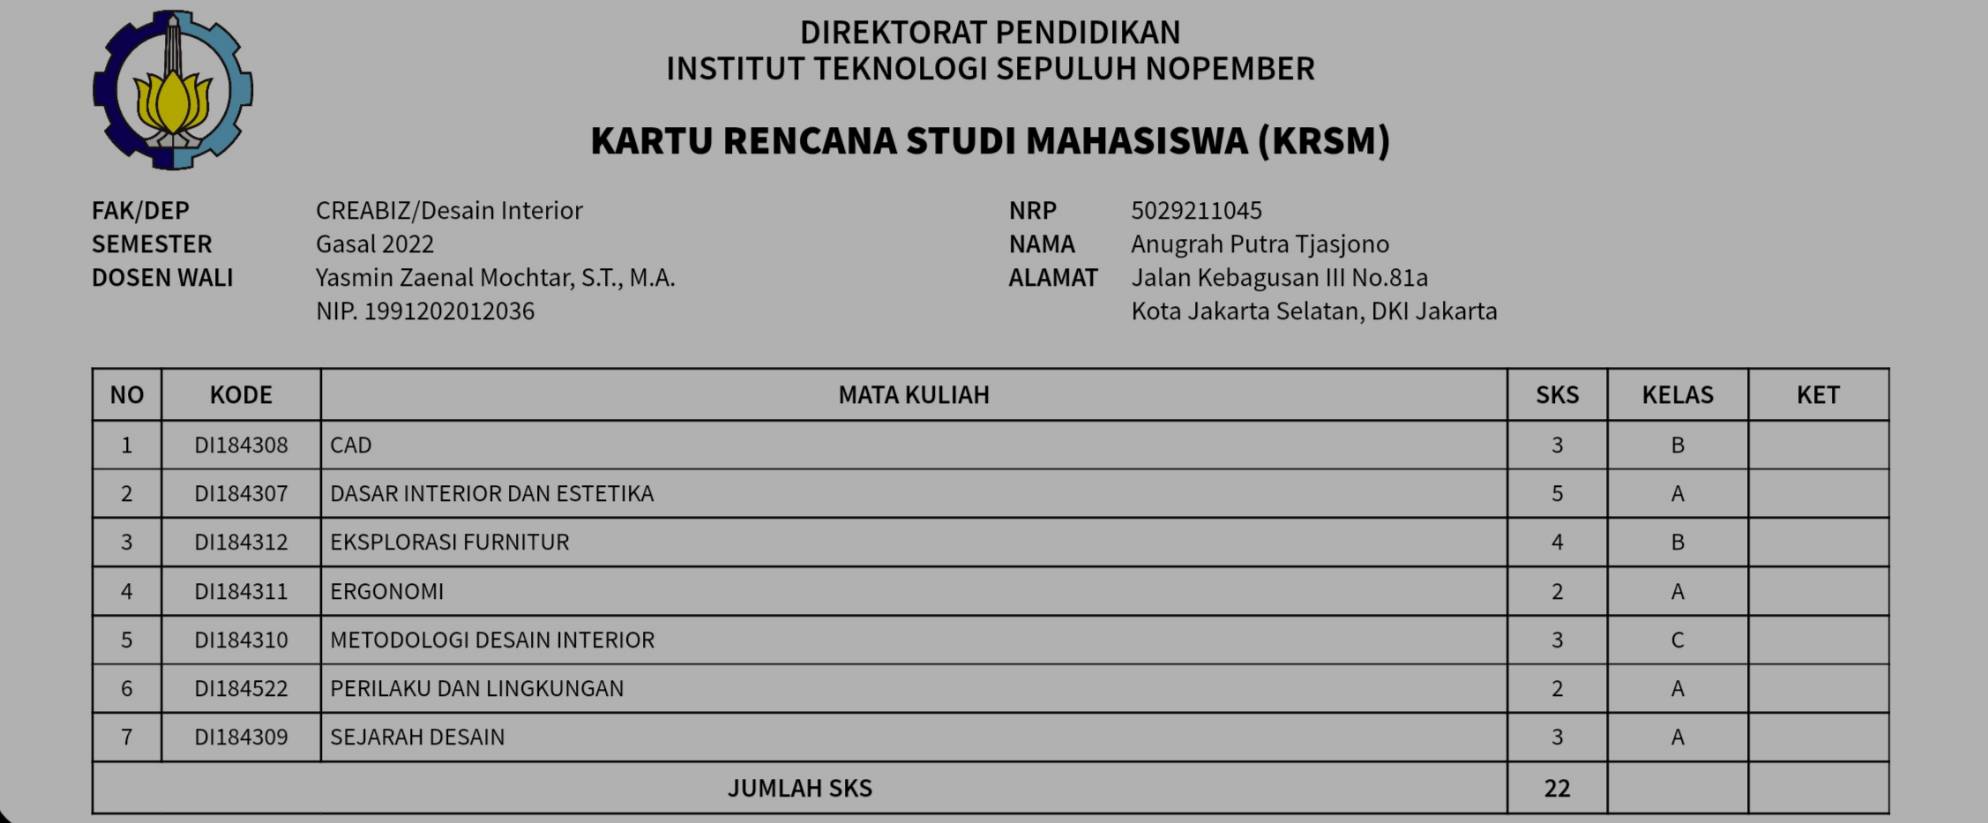 DIREKTORAT PENDIDIKAN
INSTITUT TEKNOLOGI SEPULUH NOPEMBER
KARTU RENCANA STUDI MAHASISWA (KRSM)
FAK/DEP CREABIZ/Desain Interior NRP 5029211045
SEMESTER Gasal 2022 NAMA Anugrah Putra Tjasjono
DOSEN WALI Yasmin Zaenal Mochtar, S.T., M.A. ALAMAT Jalan Kebagusan III No.81a
NIP. 1991202012036 Kota Jakarta Selatan, DKI Jakarta
NO KODE MATA KULIAH SKS KELAS KET
1 DI184308 CAD 3 B
2 DI184307 DASAR INTERIOR DAN ESTETIKA 5 A
3 DI184312 EKSPLORASI FURNITUR 4 B
4 DI184311 ERGONOMI 2 A
5 DI184310 METODOLOGI DESAIN INTERIOR 3 C
6 DI184522 PERILAKU DAN LINGKUNGAN 2 A
7 DI184309 SEJARAH DESAIN 3 A
JUMLAH SKS 22